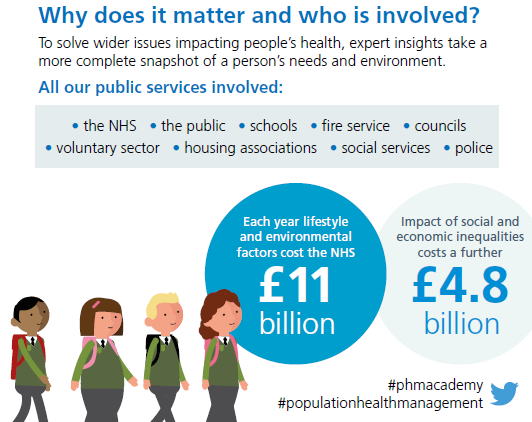 Why does it matter and who is involved?
To solve wider issues impacting people's health, expert insights take a
more complete snapshot of a person's needs and environment.
All our public services involved:
• the NHS • the public • schools • fire service • councils
• voluntary sector • housing associations • social services • police
Each year lifestyle
and environmental
factors cost the NHS
£11
billion
Impact of social and
economic inequalities
costs a further
£4.8
billion
#phmacademy
#populationhealthmanagement